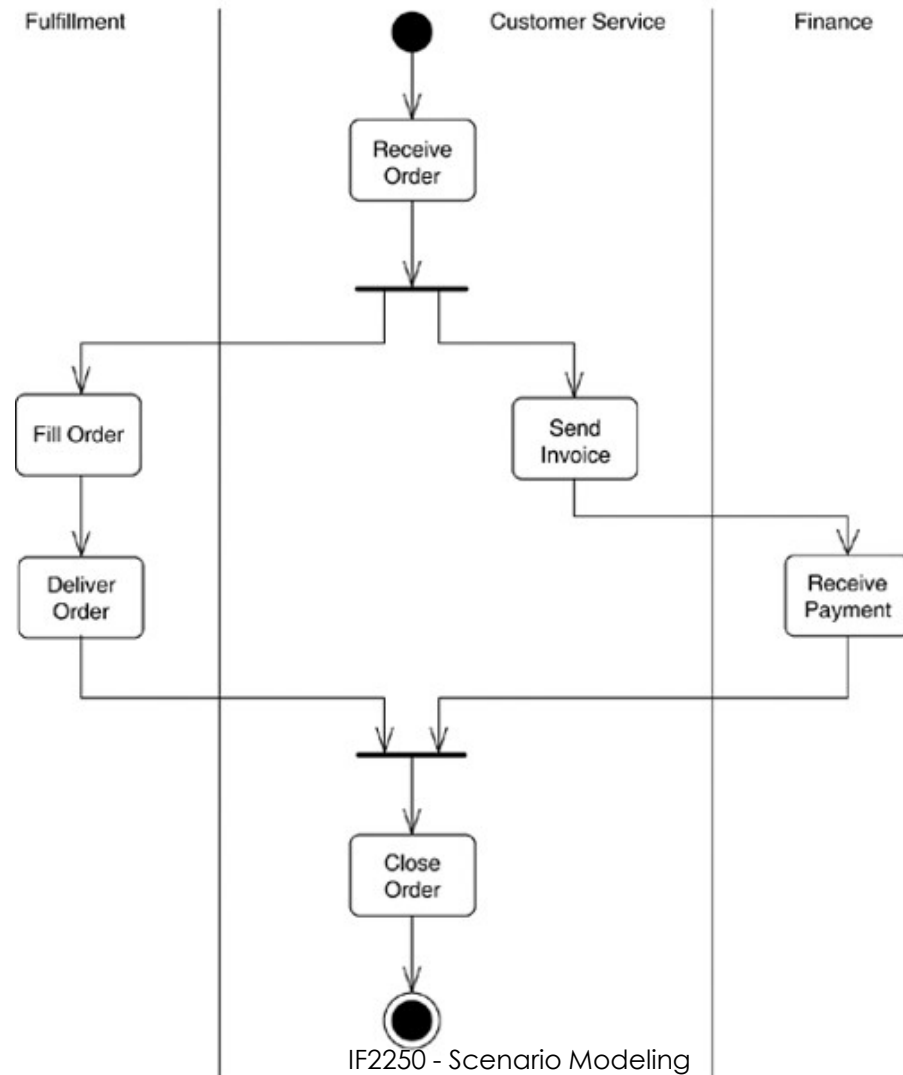 Fulfillment
Customer Service
Finance
Receive
Order
Fill Order
Send
Invoice
Deliver
Order
Receive
Payment
Close
Order
IF2250 - Scenario Modeling